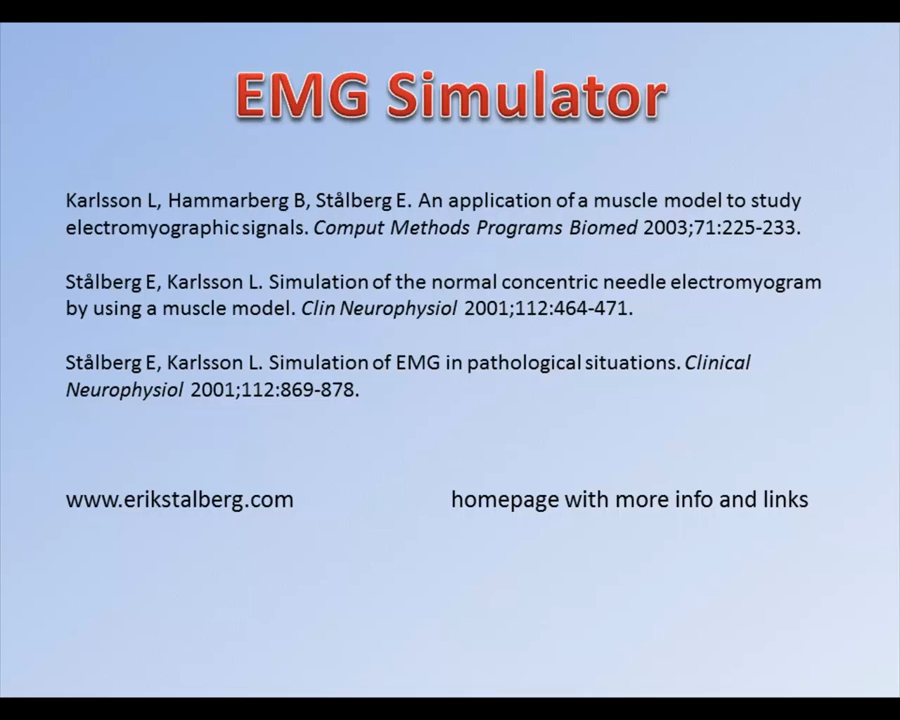 EMG Simulator
Karlsson L, Hammarberg B, Stålberg E. An application of a muscle model to study
electromyographic signals. Comput Methods Programs Biomed 2003;71:225-233.
Stålberg E, Karlsson L. Simulation of the normal concentric needle electromyogram
by using a muscle model. Clin Neurophysiol 2001;112:464-471.
Stålberg E, Karlsson L. Simulation of EMG in pathological situations. Clinical
Neurophysiol 2001;112:869-878.
www.erikstalberg.com homepage with more info and links